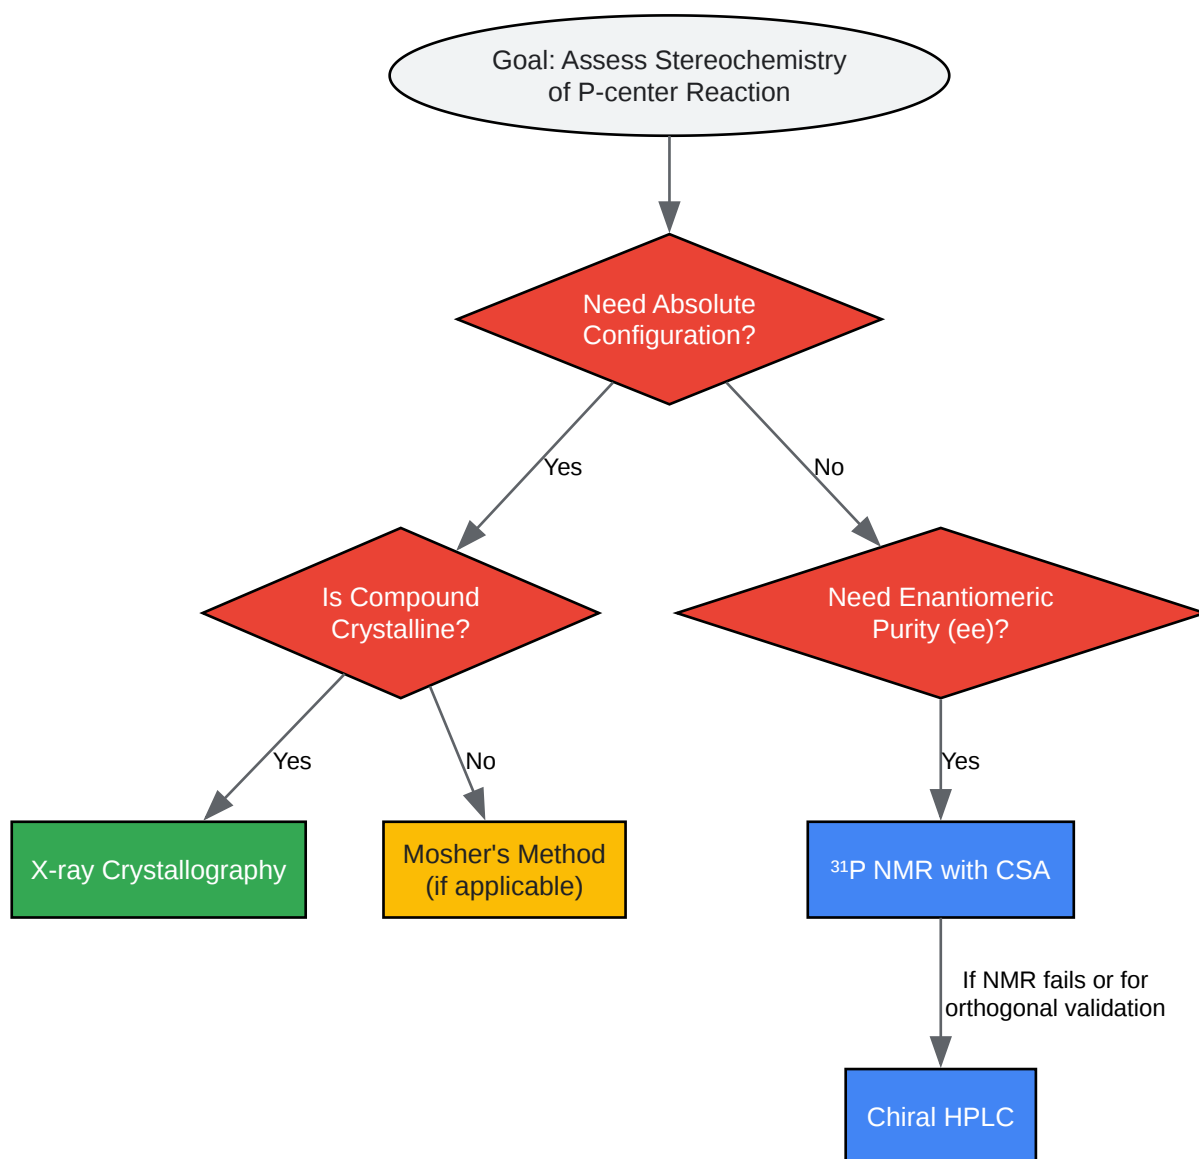 Goal: Assess Stereochemistry
of P-center Reaction
Need Absolute
Configuration?
Yes
No
Is Compound
Crystalline?
Need Enantiomeric
Purity (ee)?
Yes
No
Yes
X-ray Crystallography
Mosher's Method
(if applicable)
³¹P NMR with CSA
If NMR fails or for
orthogonal validation
Chiral HPLC